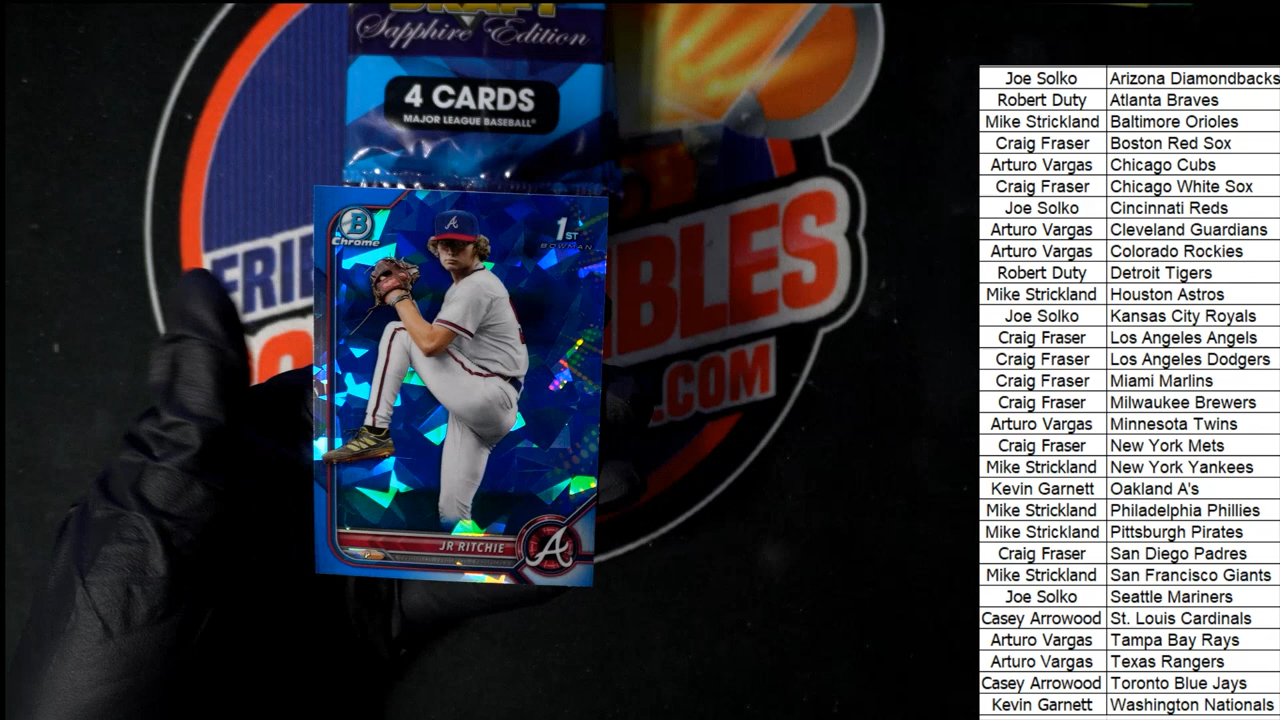 DRAFT
Sapphire Edition
4 CARDS
MAJOR LEAGUE BASEBALL®
B
Chrome
A
1ST
BOWMAN
JR RITCHIE
A
BLES
.COM
Joe Solko Arizona Diamondbacks
Robert Duty Atlanta Braves
Mike Strickland Baltimore Orioles
Craig Fraser Boston Red Sox
Arturo Vargas Chicago Cubs
Craig Fraser Chicago White Sox
Joe Solko Cincinnati Reds
Arturo Vargas Cleveland Guardians
Arturo Vargas Colorado Rockies
Robert Duty Detroit Tigers
Mike Strickland Houston Astros
Joe Solko Kansas City Royals
Craig Fraser Los Angeles Angels
Craig Fraser Los Angeles Dodgers
Craig Fraser Miami Marlins
Craig Fraser Milwaukee Brewers
Arturo Vargas Minnesota Twins
Craig Fraser New York Mets
Mike Strickland New York Yankees
Kevin Garnett Oakland A's
Mike Strickland Philadelphia Phillies
Mike Strickland Pittsburgh Pirates
Craig Fraser San Diego Padres
Mike Strickland San Francisco Giants
Joe Solko Seattle Mariners
Casey Arrowood St. Louis Cardinals
Arturo Vargas Tampa Bay Rays
Arturo Vargas Texas Rangers
Casey Arrowood Toronto Blue Jays
Kevin Garnett Washington Nationals